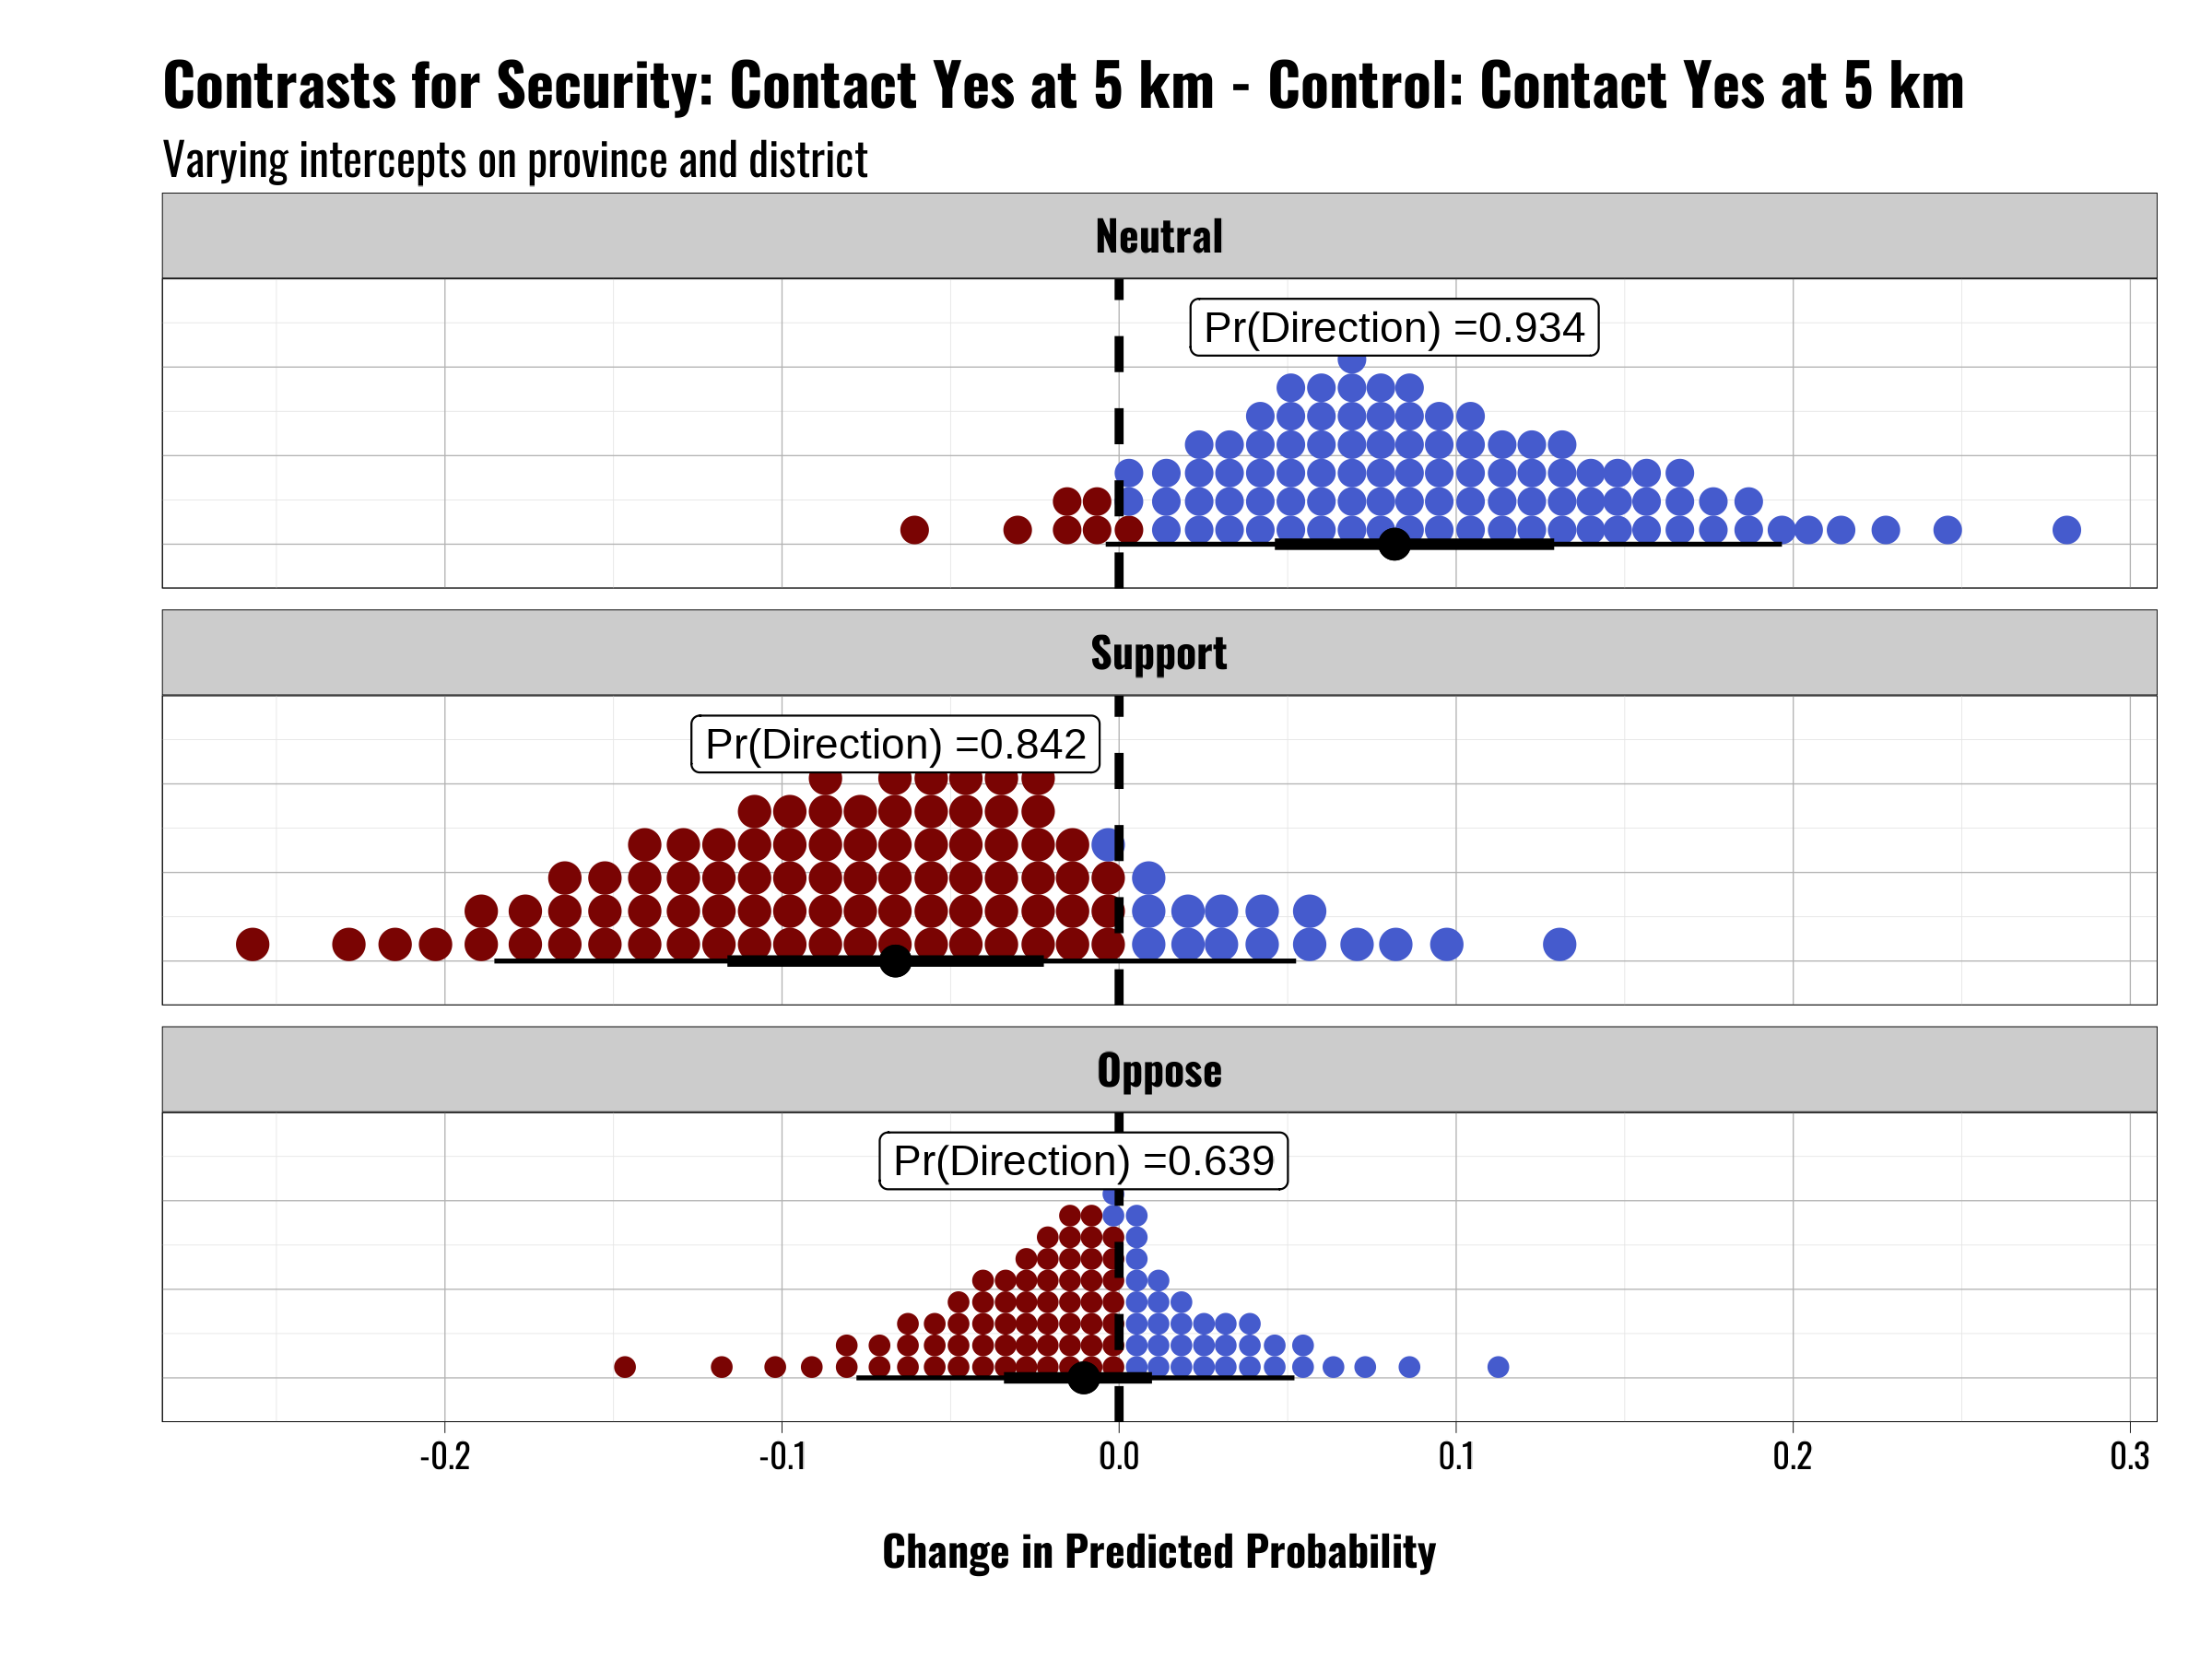 Contrasts for Security: Contact Yes at 5 km - Control: Contact Yes at 5 km
Varying intercepts on province and district
Neutral
Pr(Direction) =0.934
Support
Pr(Direction) =0.842
Oppose
Pr(Direction) =0.639
-0.2 -0.1 0.0 0.1 0.2 0.3
Change in Predicted Probability